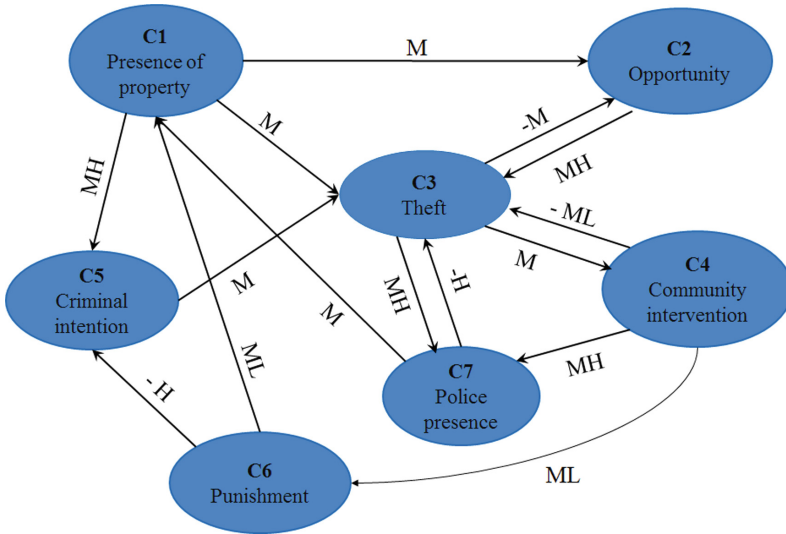 C1
Presence of
property
M
C2
Opportunity
-M
M
MH
MH
C3
Theft
- ML
C5
Criminal
intention
M
MH
-H
M
C4
Community
intervention
M
ML
MH
C7
Police
presence
- H
C6
Punishment
ML